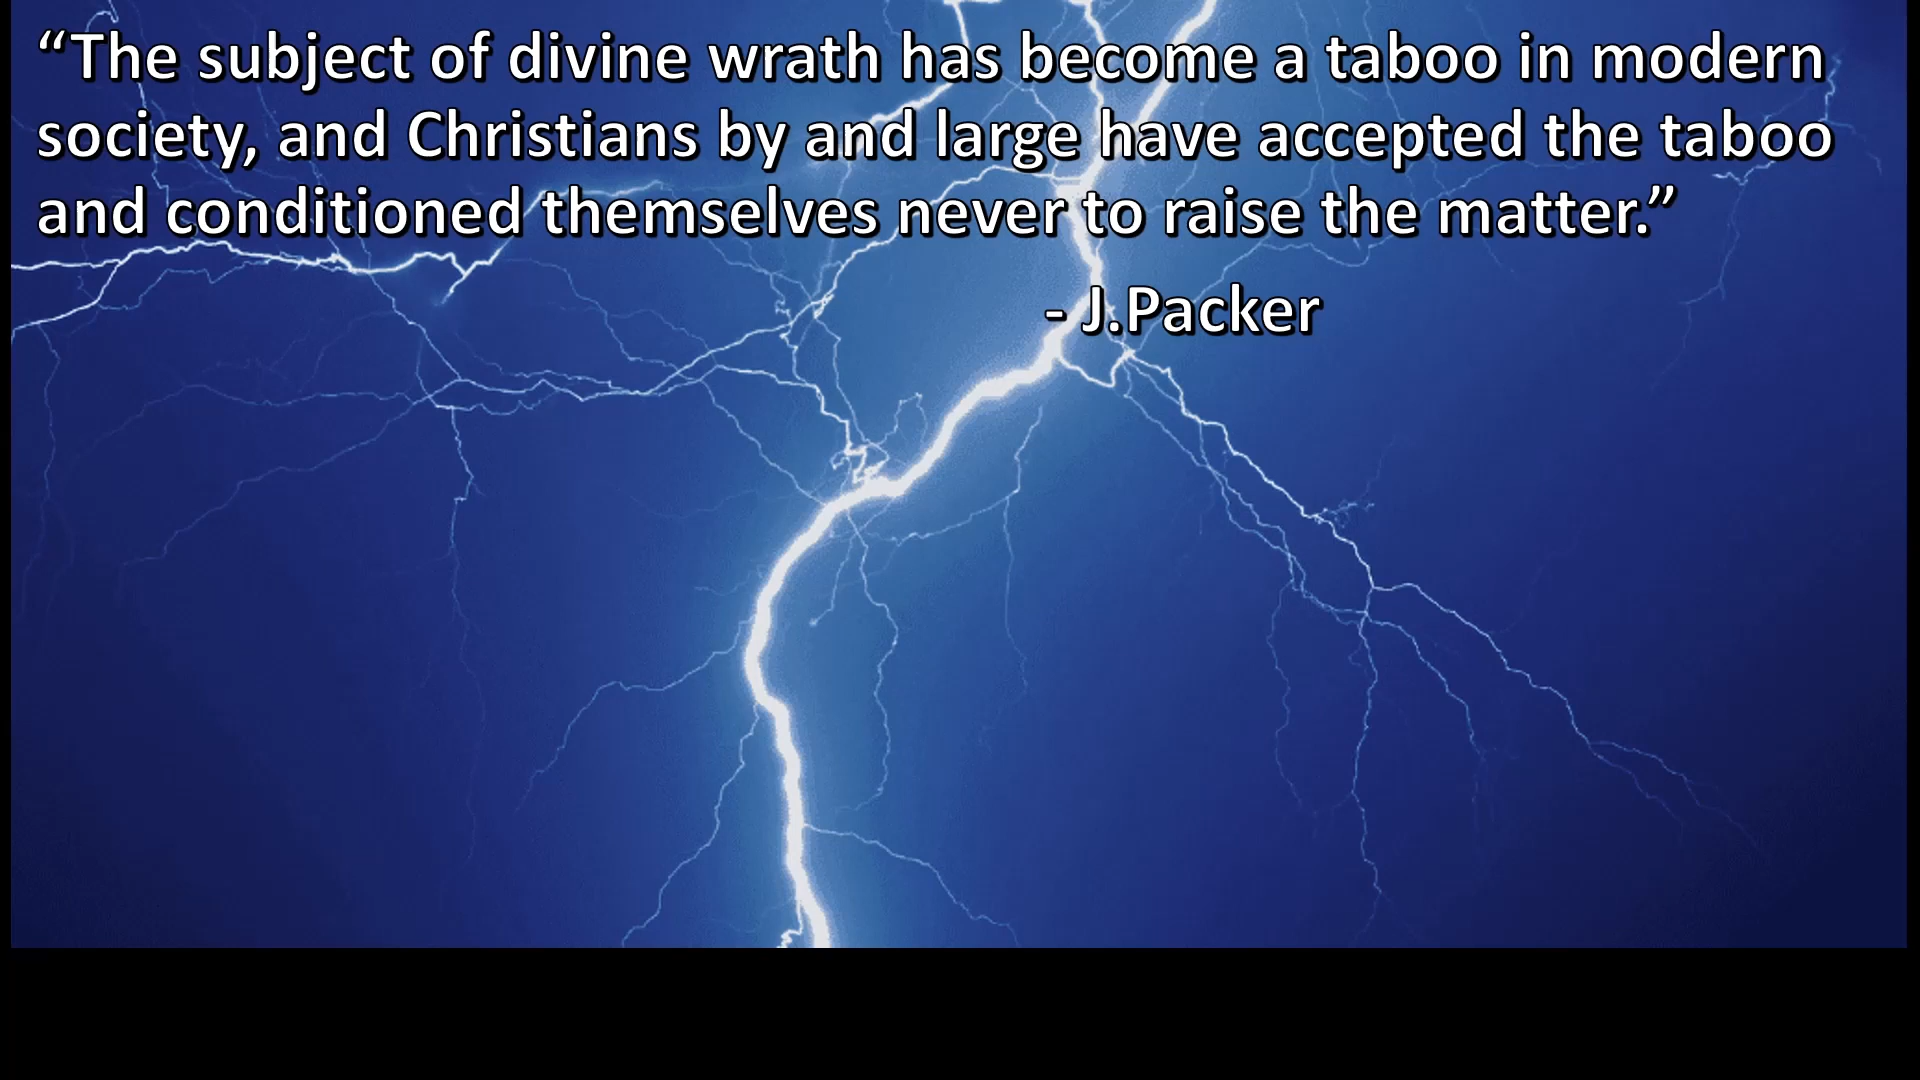 “The subject of divine wrath has become a taboo in modern
society, and Christians by and large have accepted the taboo
and conditioned themselves never to raise the matter.”
- J.Packer